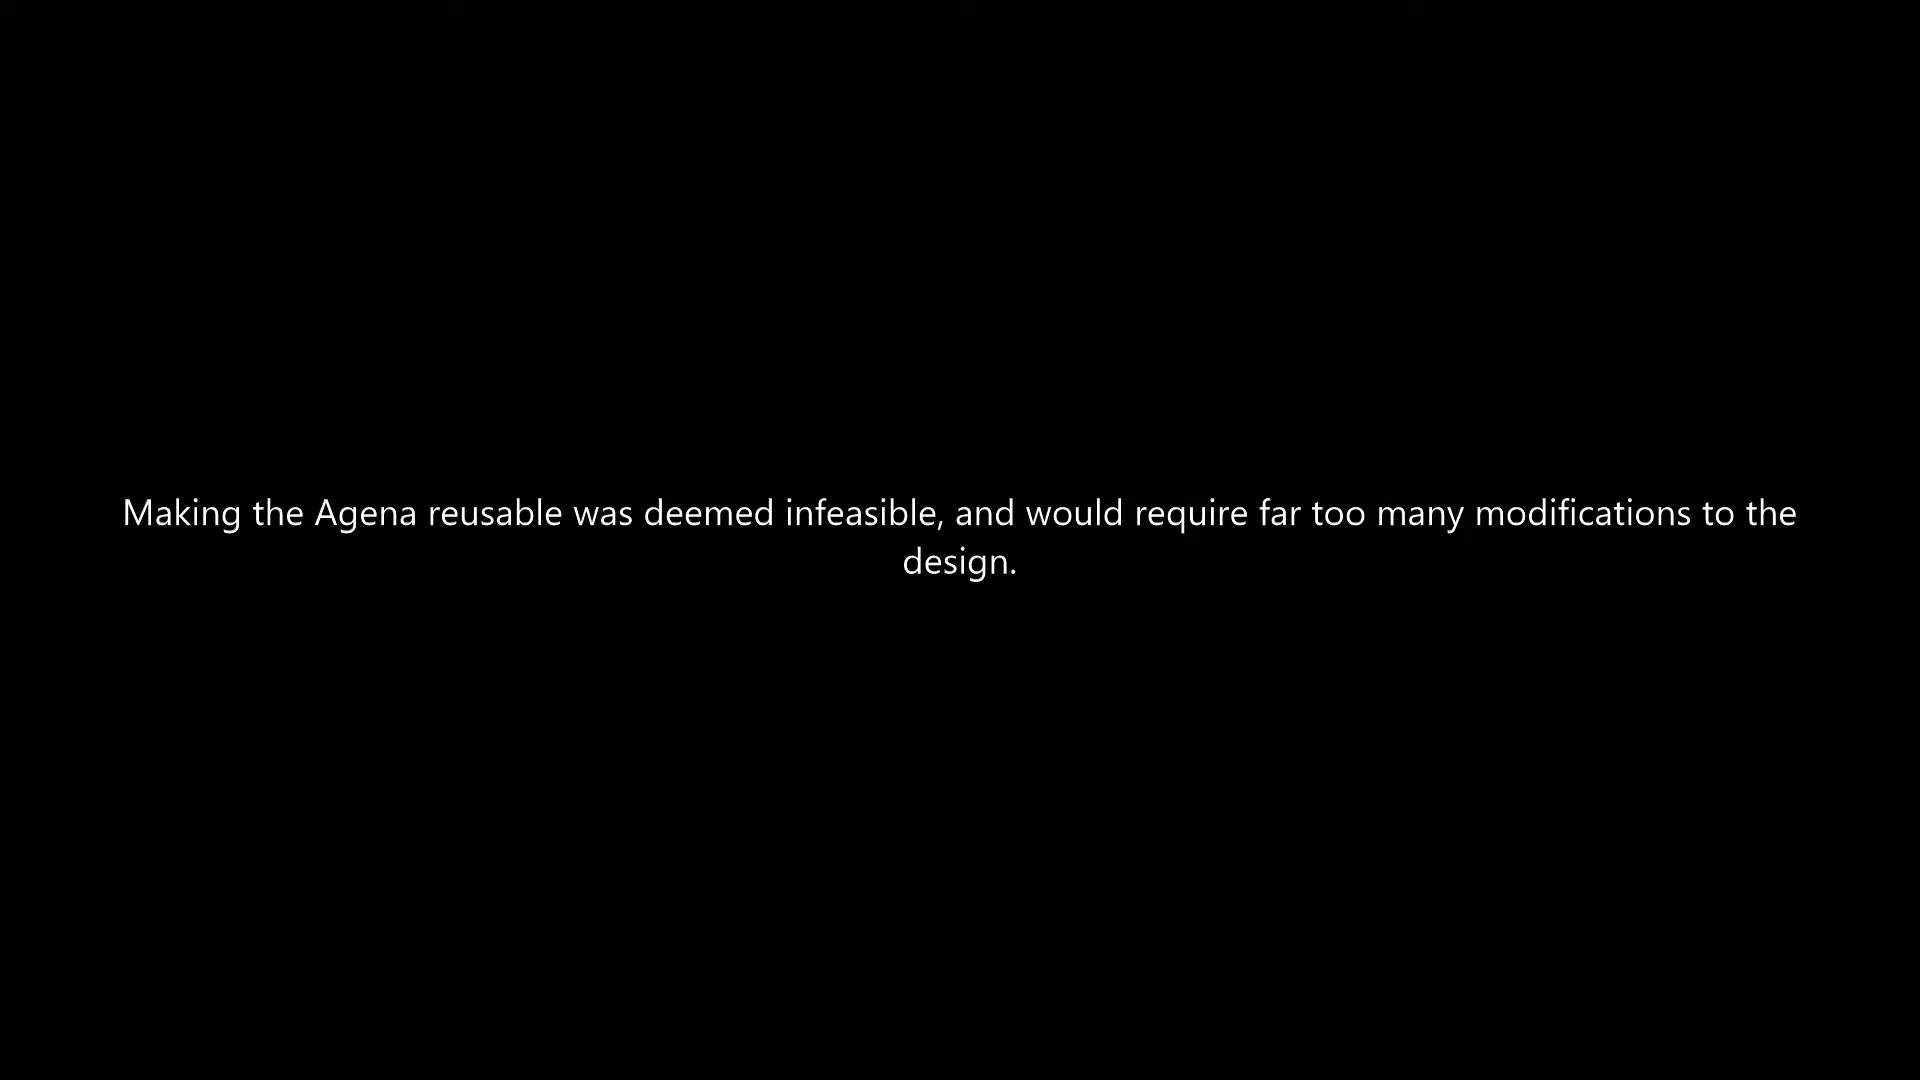 Making the Agena reusable was deemed infeasible, and would require far too many modifications to the
design.